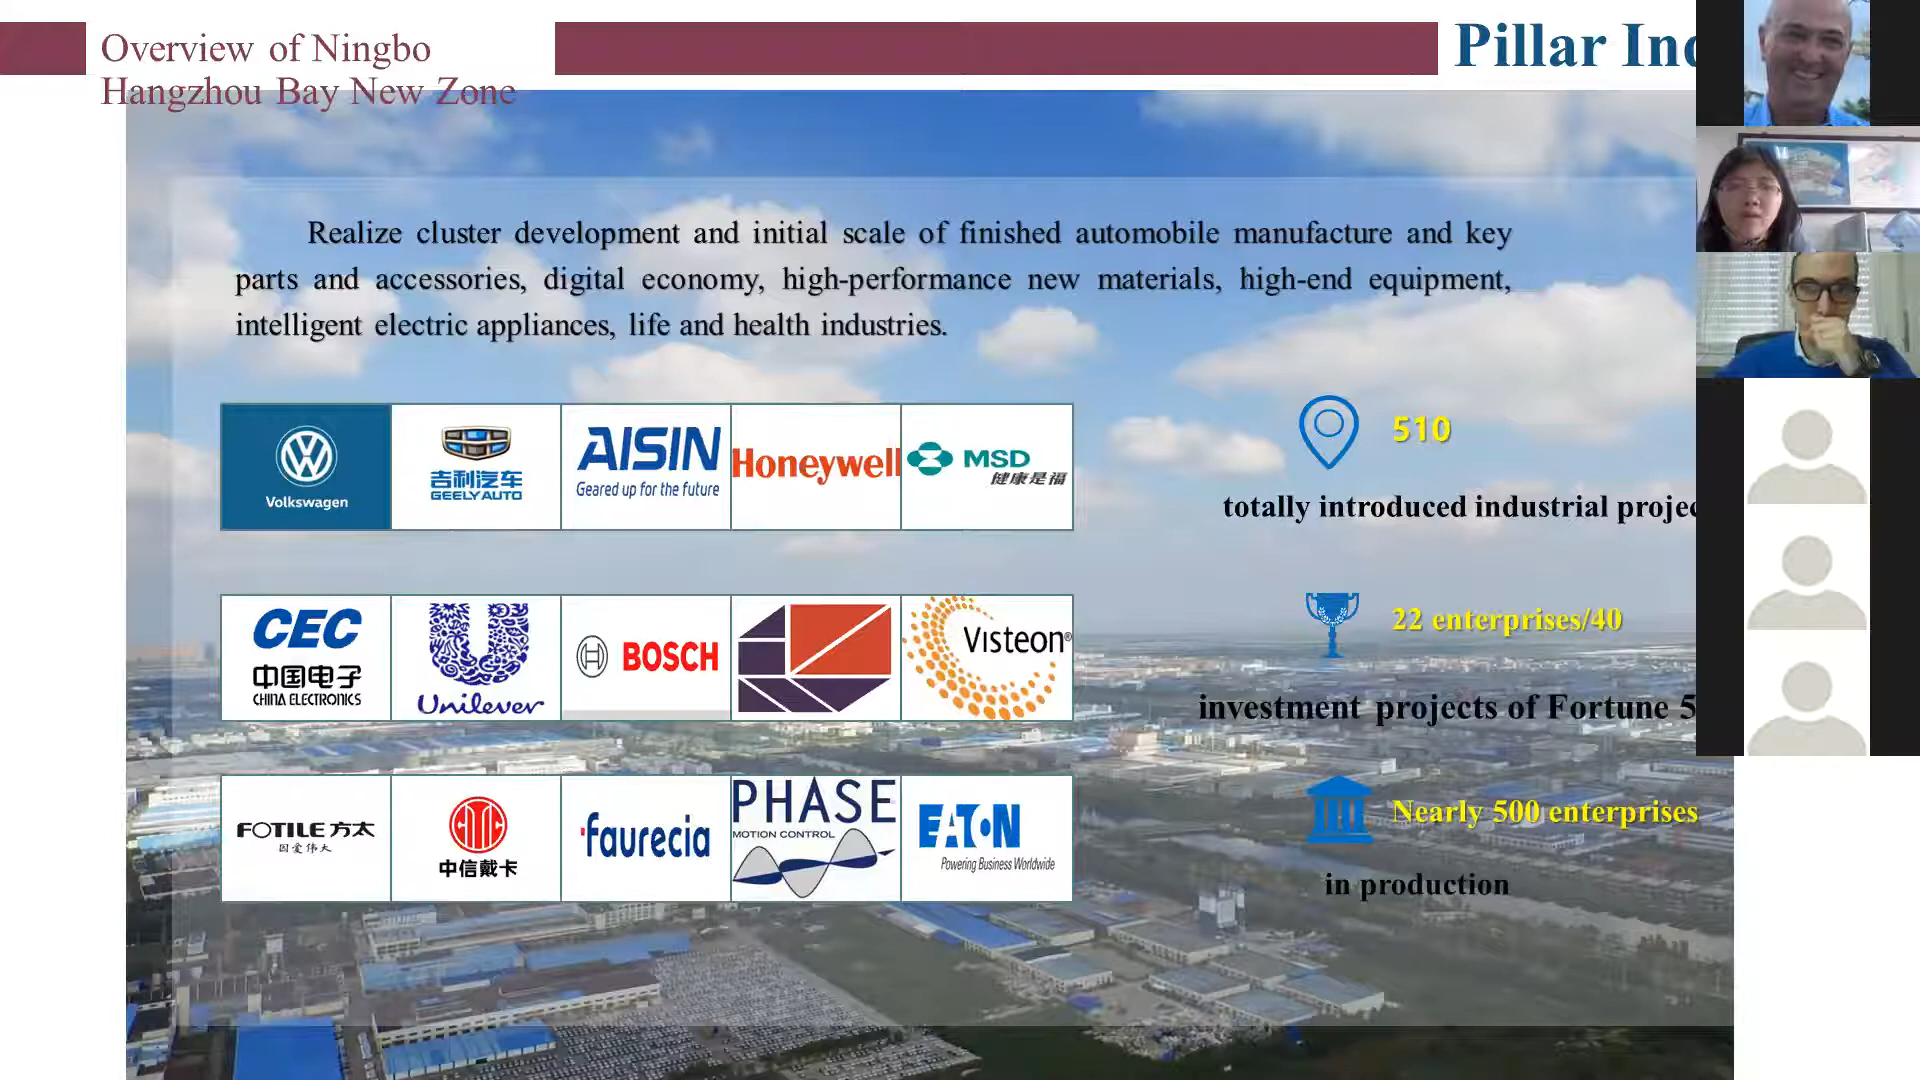 Overview of Ningbo
Hangzhou Bay New Zone
Pillar Ind
Realize cluster development and initial scale of finished automobile manufacture and key
parts and accessories, digital economy, high-performance new materials, high-end equipment,
intelligent electric appliances, life and health industries.
Volkswagen
吉利汽车
GEELY AUTO
AISIN
Geared up for the future
Honeywell
MSD
健康是福
510
totally introduced industrial projec
CEC
中国电子
CHINA ELECTRONICS
Unilever
BOSCH
Visteon®
22 enterprises/40
investment projects of Fortune 5
FOTILE 方太
因爱伟大
CITIC
中信戴卡
faurecia
PHASE
MOTION CONTROL
EATON
Powering Business Worldwide
Nearly 500 enterprises
in production